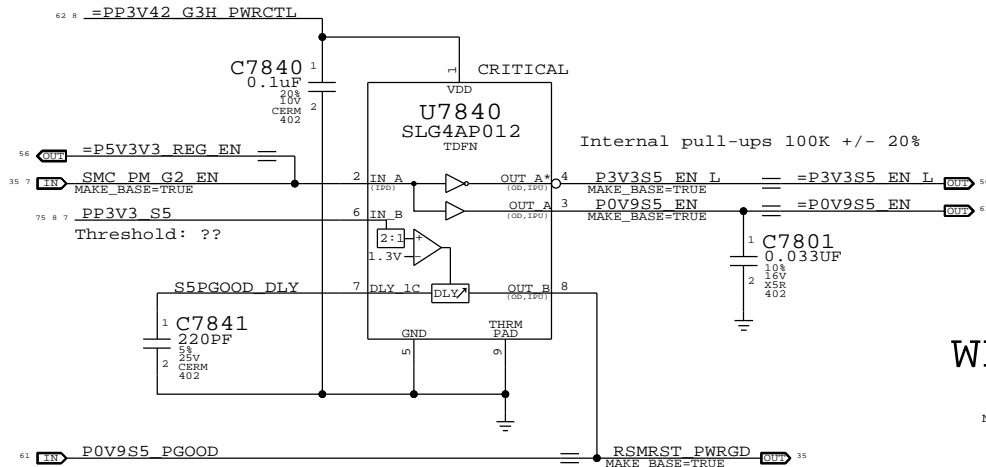 62 8 =PP3V42_G3H_PWRCTL
C7840
0.1uF
20%
10V
CERM
402
1
2
1
VDD
CRITICAL
U7840
SLG4AP012
TDFN
Internal pull-ups 100K +/- 20%
56 OUT =P5V3V3_REG_EN
35 7 IN SMC_PM_G2_EN
MAKE_BASE=TRUE
2 IN_A
(IPD)
OUT_A* 4
(OD,IPU)
P3V3S5_EN_L =P3V3S5_EN_L OUT
MAKE_BASE=TRUE
75 8 7 PP3V3_S5
6 IN_B
OUT_A 3
(OD,IPU)
P0V9S5_EN =P0V9S5_EN OUT
MAKE_BASE=TRUE
Threshold: ??
2:1
+
-
1.3V
1
C7801
0.033UF
10%
16V
X5R
402
2
S5PGOOD_DLY
7 DLY_1C
DLY
OUT_B 8
(OD,IPU)
1
C7841
220PF
5%
25V
CERM
402
2
GND
5
THRM
PAD
9
61 IN P0V9S5_PGOOD
RSMRST_PWRGD OUT 35
MAKE_BASE=TRUE